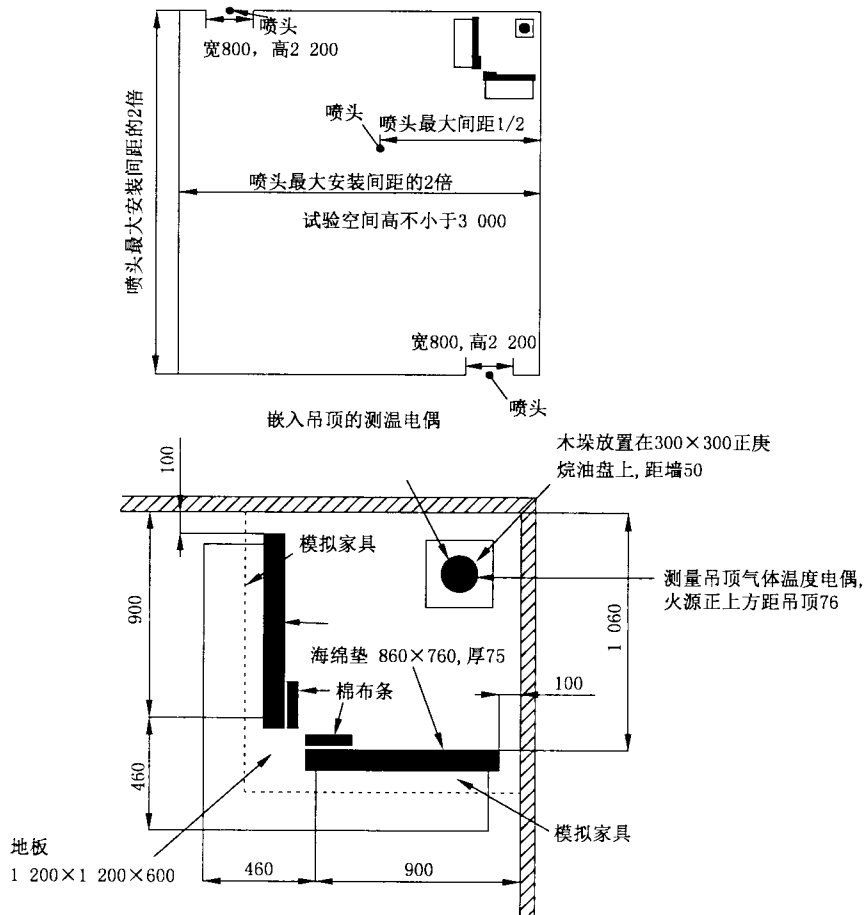 喷头
宽800，高2 200
喷头最大安装间距的2倍
喷头
喷头最大间距1/2
喷头最大安装间距的2倍
试验空间高不小于3 000
宽800,高2 200
喷头
嵌入吊顶的测温电偶
木垛放置在300×300正庚
烷油盘上,距墙50
100
模拟家具
测量吊顶气体温度电偶,
火源正上方距吊顶76
900
1 060
海绵垫 860×760,厚75
棉布条
100
460
模拟家具
地板
1 200×1 200×600
460
900